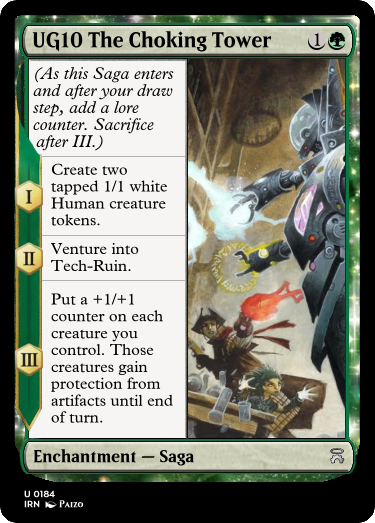 UG10 The Choking Tower 1
(As this Saga enters
and after your draw
step, add a lore
counter. Sacrifice
after III.)
I
Create two
tapped 1/1 white
Human creature
tokens.
II
Venture into
Tech-Ruin.
III
Put a +1/+1
counter on each
creature you
control. Those
creatures gain
protection from
artifacts until end
of turn.
Enchantment — Saga
U 0184
IRN Paizo